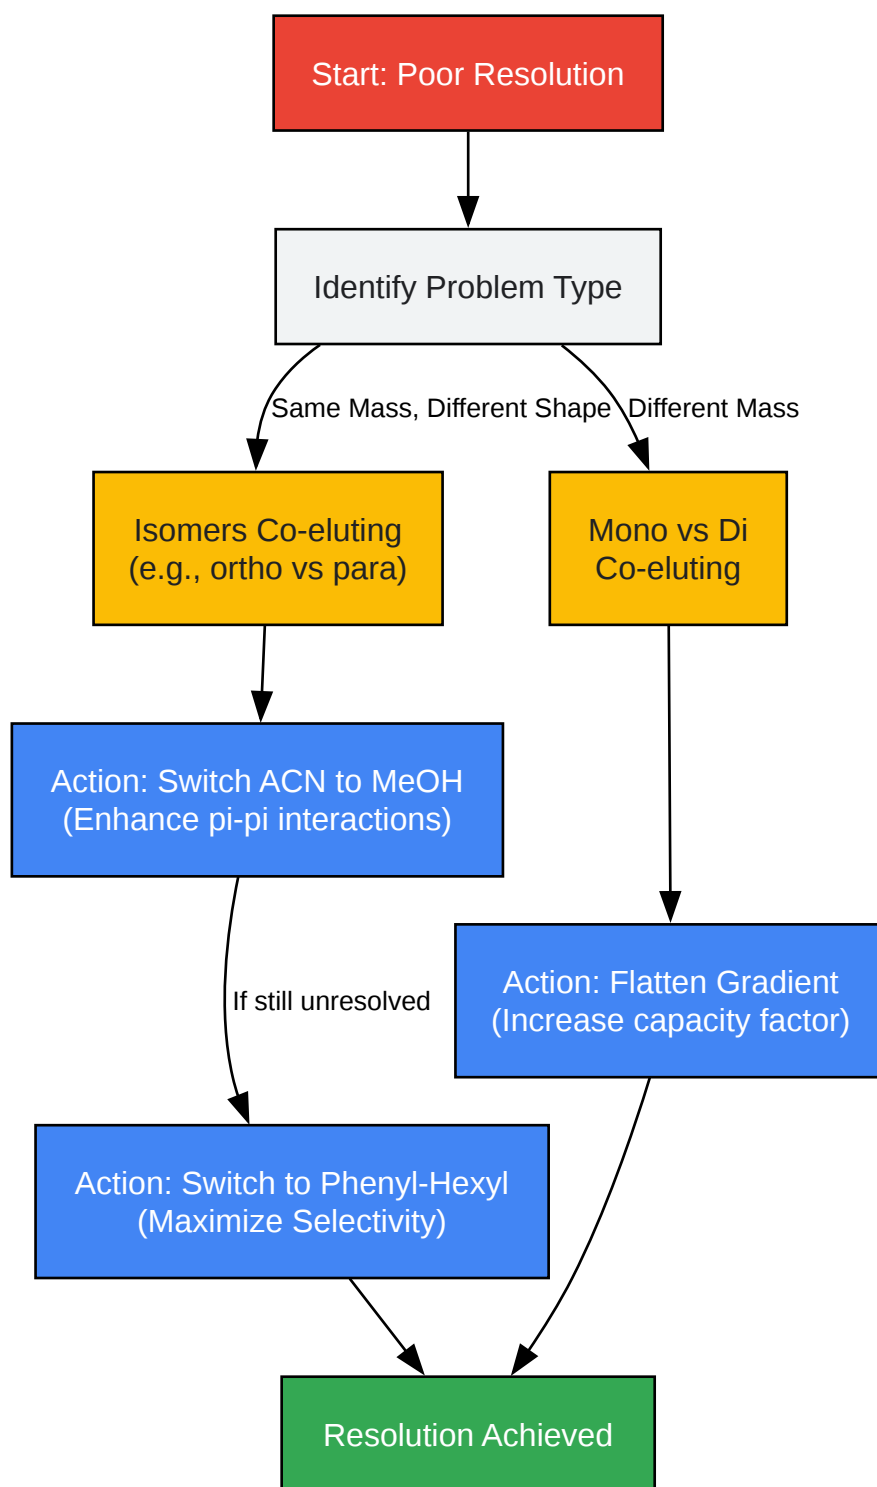 Start: Poor Resolution
Identify Problem Type
Same Mass, Different Shape
Different Mass
Isomers Co-eluting
(e.g., ortho vs para)
Mono vs Di
Co-eluting
Action: Switch ACN to MeOH
(Enhance pi-pi interactions)
Action: Flatten Gradient
(Increase capacity factor)
If still unresolved
Action: Switch to Phenyl-Hexyl
(Maximize Selectivity)
Resolution Achieved